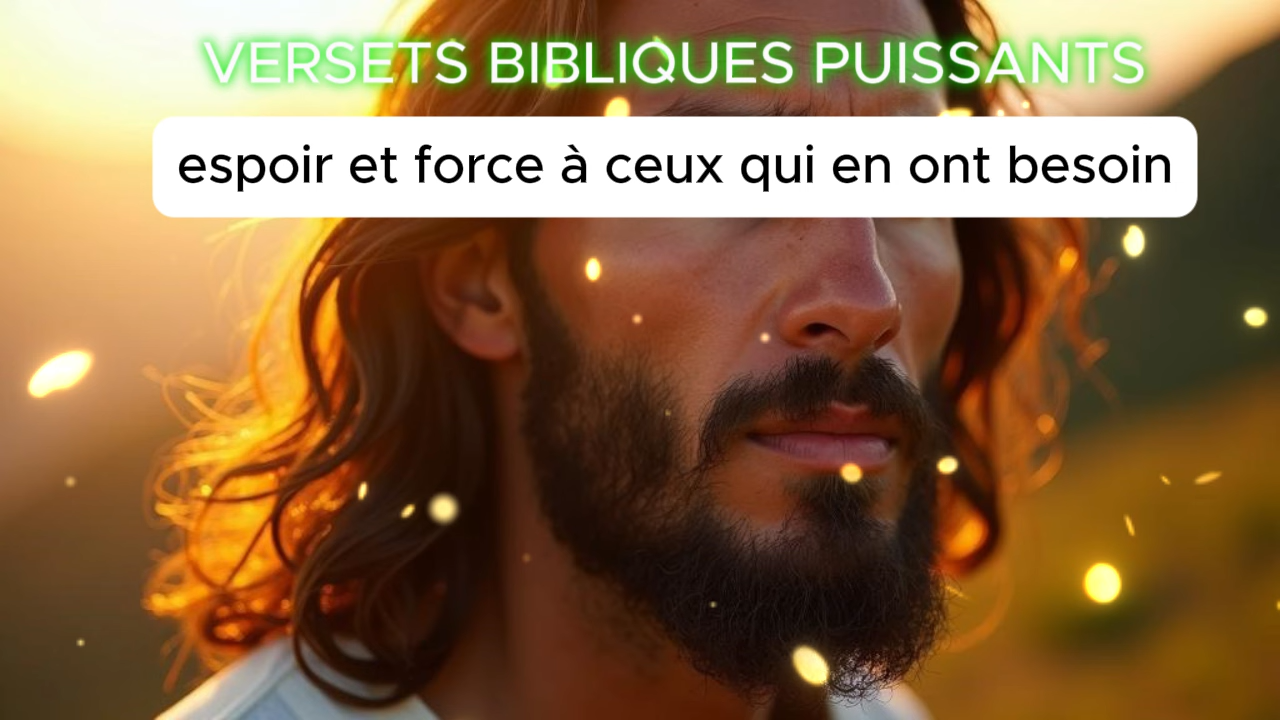 VERSETS BIBLIQUES PUISSANTS
espoir et force à ceux qui en ont besoin